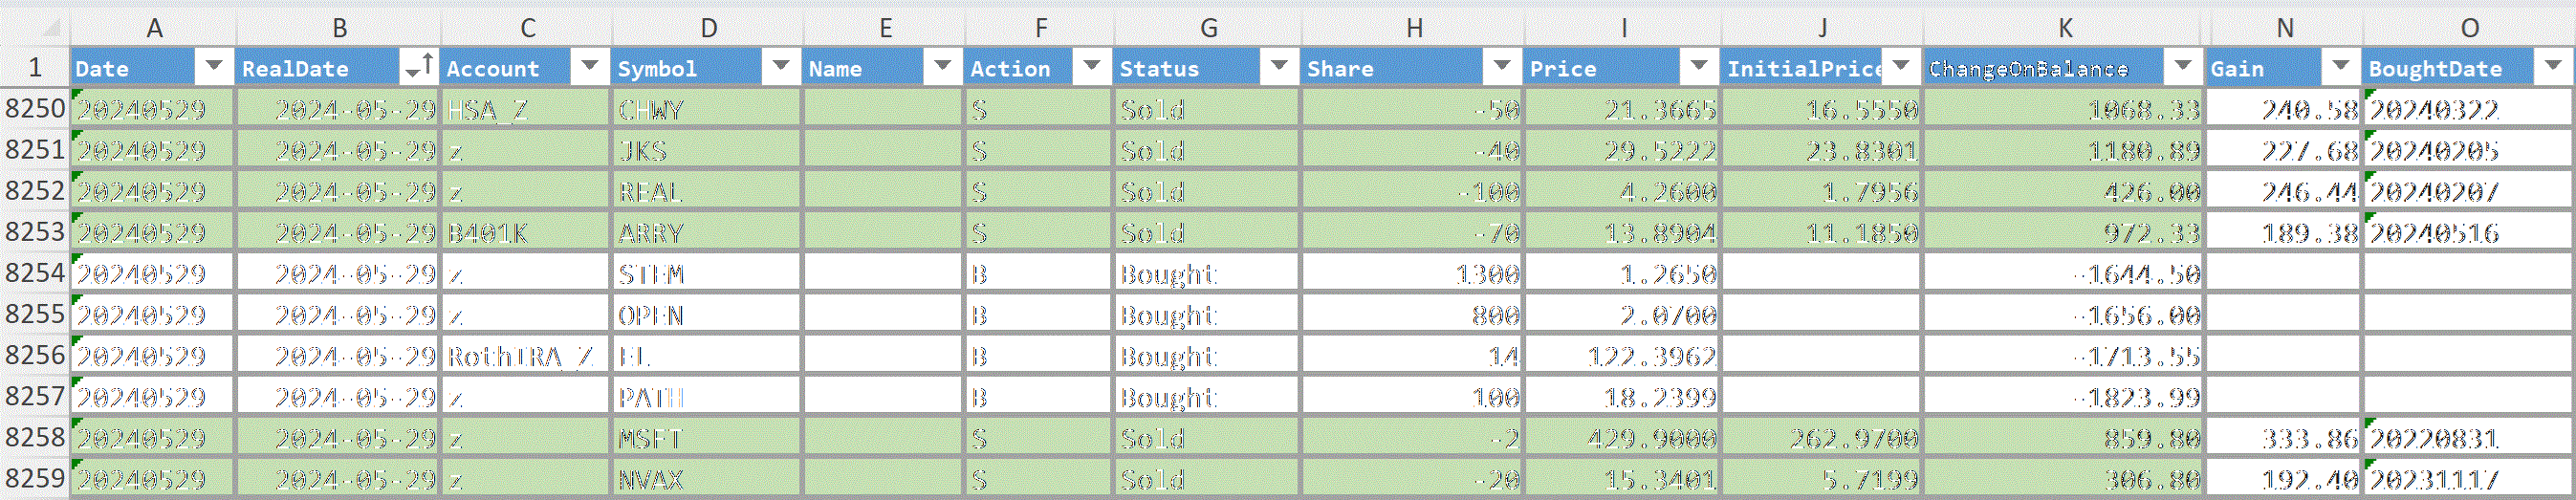 A B C D E F G H I J K N O
1 Date RealDate Account Symbol Name Action Status Share Price InitialPrice ChangeOnBalance Gain BoughtDate
8250 20240529 2024-05-29 HSA_Z CHWY S Sold -50 21.3665 16.5550 1068.33 240.58 20240322
8251 20240529 2024-05-29 z JKS S Sold -40 29.5222 23.8301 1180.89 227.68 20240205
8252 20240529 2024-05-29 z REAL S Sold -100 4.2600 1.7956 426.00 246.44 20240207
8253 20240529 2024-05-29 B401K ARRY S Sold -70 13.8904 11.1850 972.33 189.38 20240516
8254 20240529 2024-05-29 z STEM B Bought 1300 1.2650 -1644.50
8255 20240529 2024-05-29 z OPEN B Bought 800 2.0700 -1656.00
8256 20240529 2024-05-29 RothIRA_Z EL B Bought 14 122.3962 -1713.55
8257 20240529 2024-05-29 z PATH B Bought 100 18.2399 -1823.99
8258 20240529 2024-05-29 z MSFT S Sold -2 429.9000 262.9700 859.80 333.86 20220831
8259 20240529 2024-05-29 z NVAX S Sold -20 15.3401 5.7199 306.80 192.40 20231117